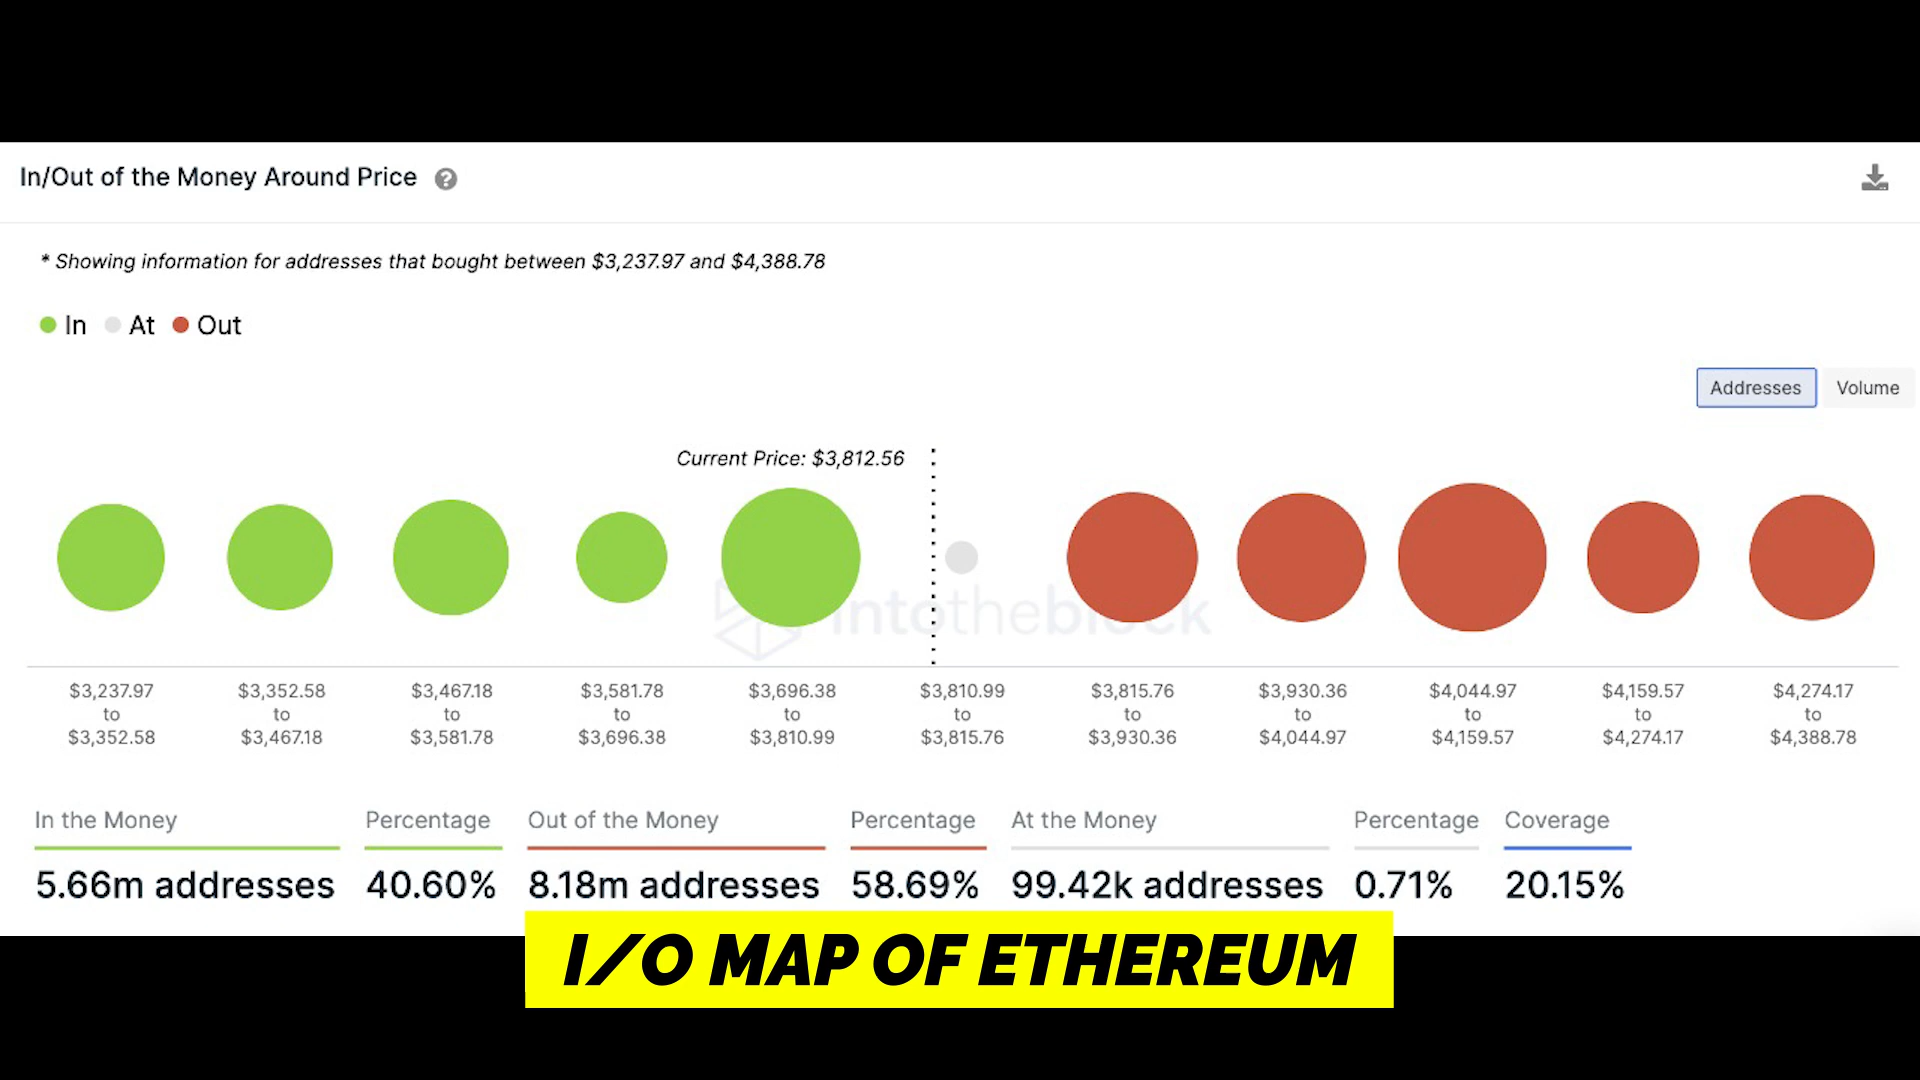 In/Out of the Money Around Price ?
* Showing information for addresses that bought between $3,237.97 and $4,388.78
In At Out
Addresses Volume
Current Price: $3,812.56
intotheblock
$3,237.97 to $3,352.58
$3,352.58 to $3,467.18
$3,467.18 to $3,581.78
$3,581.78 to $3,696.38
$3,696.38 to $3,810.99
$3,810.99 to $3,815.76
$3,815.76 to $3,930.36
$3,930.36 to $4,044.97
$4,044.97 to $4,159.57
$4,159.57 to $4,274.17
$4,274.17 to $4,388.78
In the Money Percentage Out of the Money Percentage At the Money Percentage Coverage
5.66m addresses 40.60% 8.18m addresses 58.69% 99.42k addresses 0.71% 20.15%
I/O MAP OF ETHEREUM